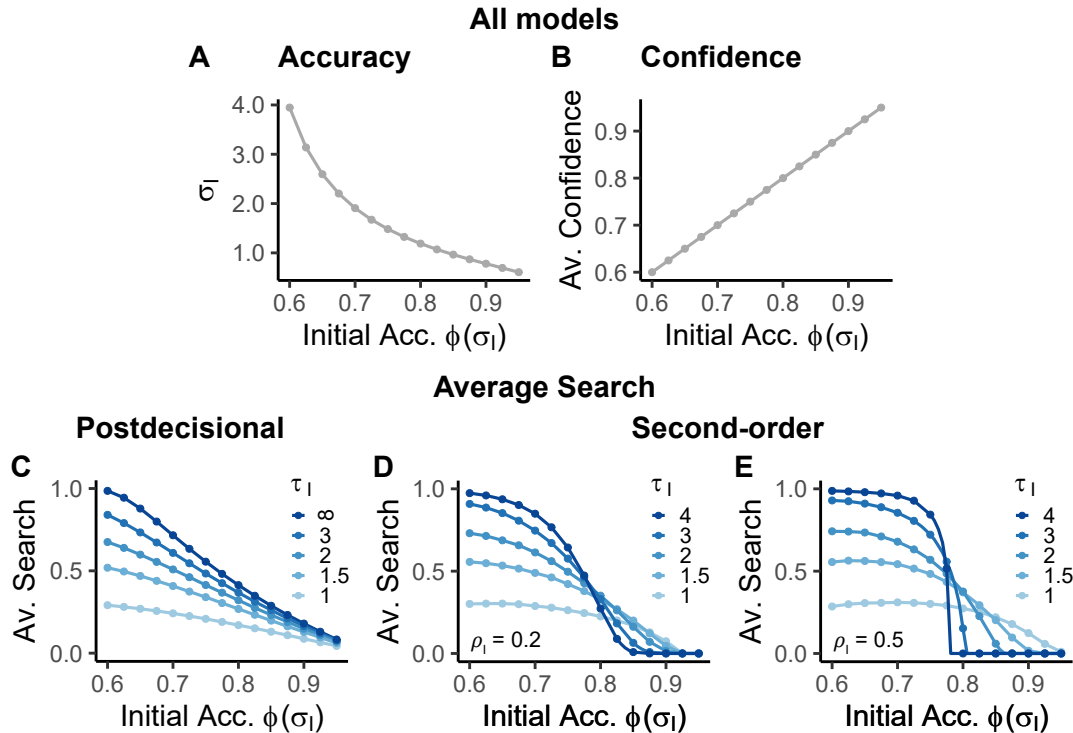 All models
A Accuracy
B Confidence
σI
4.0
3.0
2.0
1.0
0.6 0.7 0.8 0.9
Initial Acc. ϕ(σI)
Av. Confidence
0.9
0.8
0.7
0.6
0.6 0.7 0.8 0.9
Initial Acc. ϕ(σI)
Average Search
Postdecisional
Second-order
C
Av. Search
1.0
0.5
0.0
τI
8
3
2
1.5
1
0.6 0.7 0.8 0.9
Initial Acc. ϕ(σI)
D
Av. Search
1.0
0.5
0.0
τI
4
3
2
1.5
1
ρI = 0.2
0.6 0.7 0.8 0.9
Initial Acc. ϕ(σI)
E
Av. Search
1.0
0.5
0.0
τI
4
3
2
1.5
1
ρI = 0.5
0.6 0.7 0.8 0.9
Initial Acc. ϕ(σI)